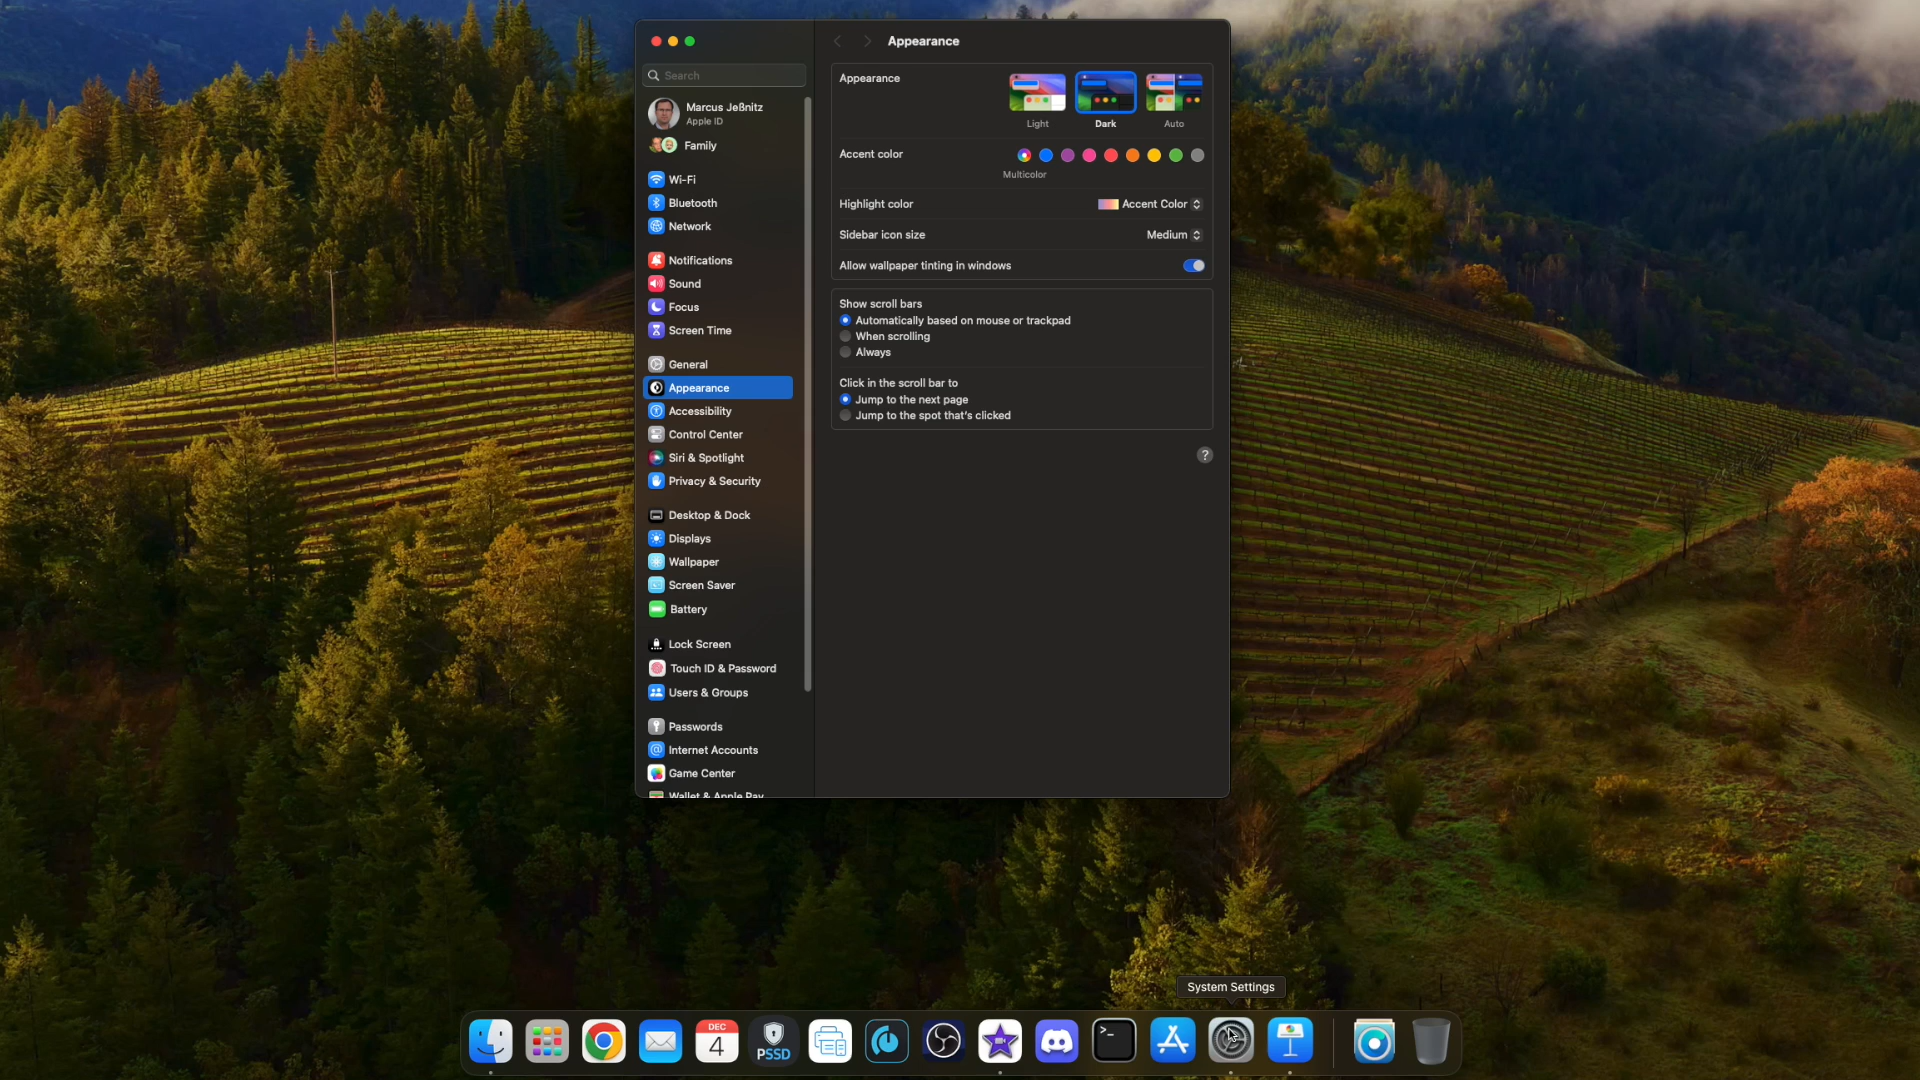 Appearance
Search
Marcus Jeßnitz
Apple ID
Family
Wi-Fi
Bluetooth
Network
Notifications
Sound
Focus
Screen Time
General
Appearance
Accessibility
Control Center
Siri & Spotlight
Privacy & Security
Desktop & Dock
Displays
Wallpaper
Screen Saver
Battery
Lock Screen
Touch ID & Password
Users & Groups
Passwords
Internet Accounts
Game Center
Wallet & Apple Pay
Appearance
Light
Dark
Auto
Accent color
Multicolor
Highlight color
Accent Color
Sidebar icon size
Medium
Allow wallpaper tinting in windows
Show scroll bars
Automatically based on mouse or trackpad
When scrolling
Always
Click in the scroll bar to
Jump to the next page
Jump to the spot that's clicked
?
System Settings
DEC
4
PSSD
>_